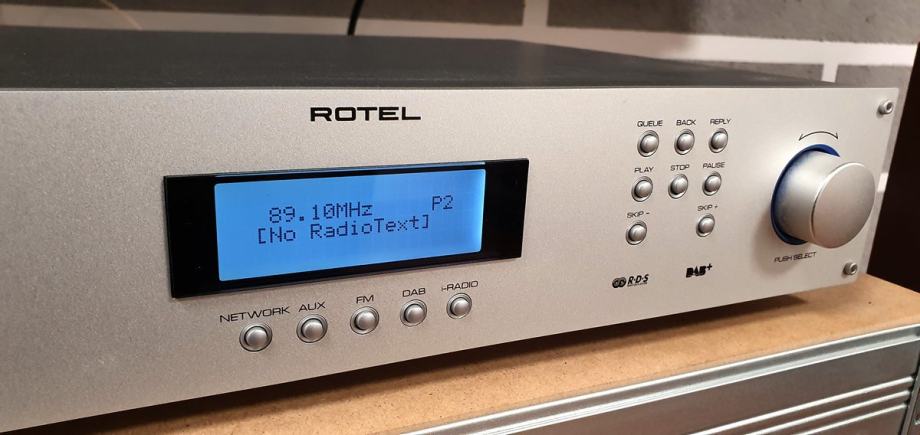 ROTEL
89.10MHz P2
[No RadioText]
NETWORK AUX FM DAB i-RADIO
QUEUE BACK REPLY
PLAY STOP PAUSE
SKIP - SKIP +
PUSH SELECT
R·D·S
DAB+